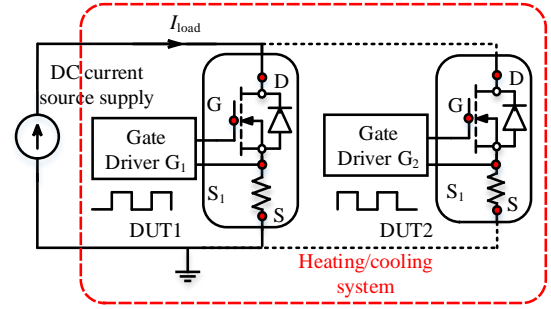 I_load
DC current
source supply
D
G
Gate
Driver G₁
S₁
S
DUT1
D
G
Gate
Driver G₂
S₁
S
DUT2
Heating/cooling
system